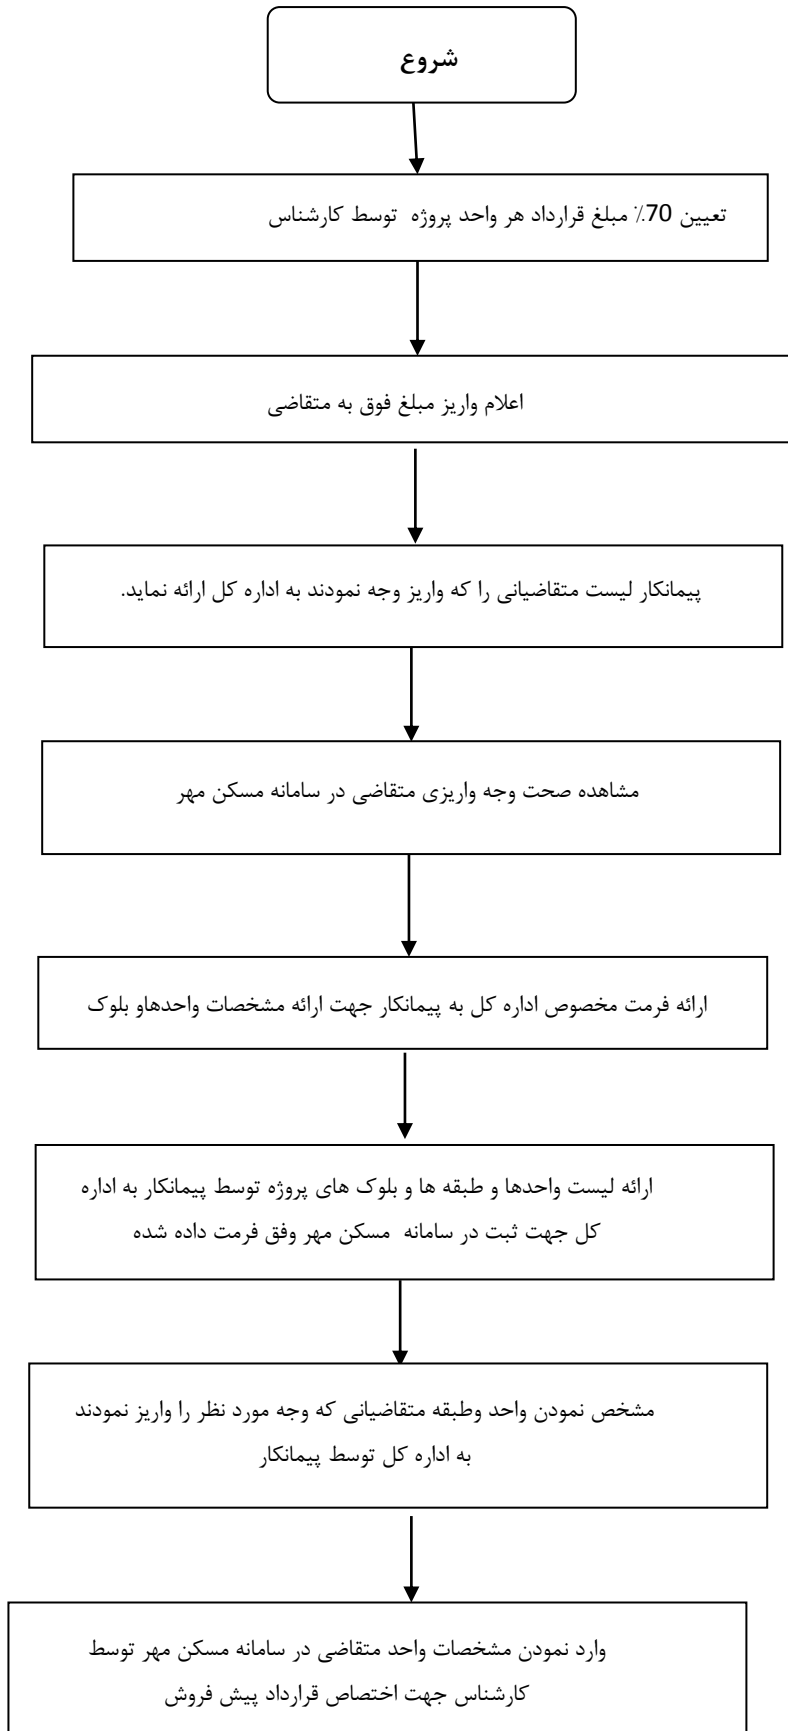 شروع
تعیین 70٪ مبلغ قرارداد هر واحد پروژه توسط کارشناس
اعلام واریز مبلغ فوق به متقاضی
پیمانکار لیست متقاضیانی را که واریز وجه نمودند به اداره کل ارائه نماید.
مشاهده صحت وجه واریزی متقاضی در سامانه مسکن مهر
ارائه فرمت مخصوص اداره کل به پیمانکار جهت ارائه مشخصات واحدهاو بلوک
ارائه لیست واحدها و طبقه ها و بلوک های پروژه توسط پیمانکار به اداره
کل جهت ثبت در سامانه مسکن مهر وفق فرمت داده شده
مشخص نمودن واحد وطبقه متقاضیانی که وجه مورد نظر را واریز نمودند
به اداره کل توسط پیمانکار
وارد نمودن مشخصات واحد متقاضی در سامانه مسکن مهر توسط
کارشناس جهت اختصاص قرارداد پیش فروش